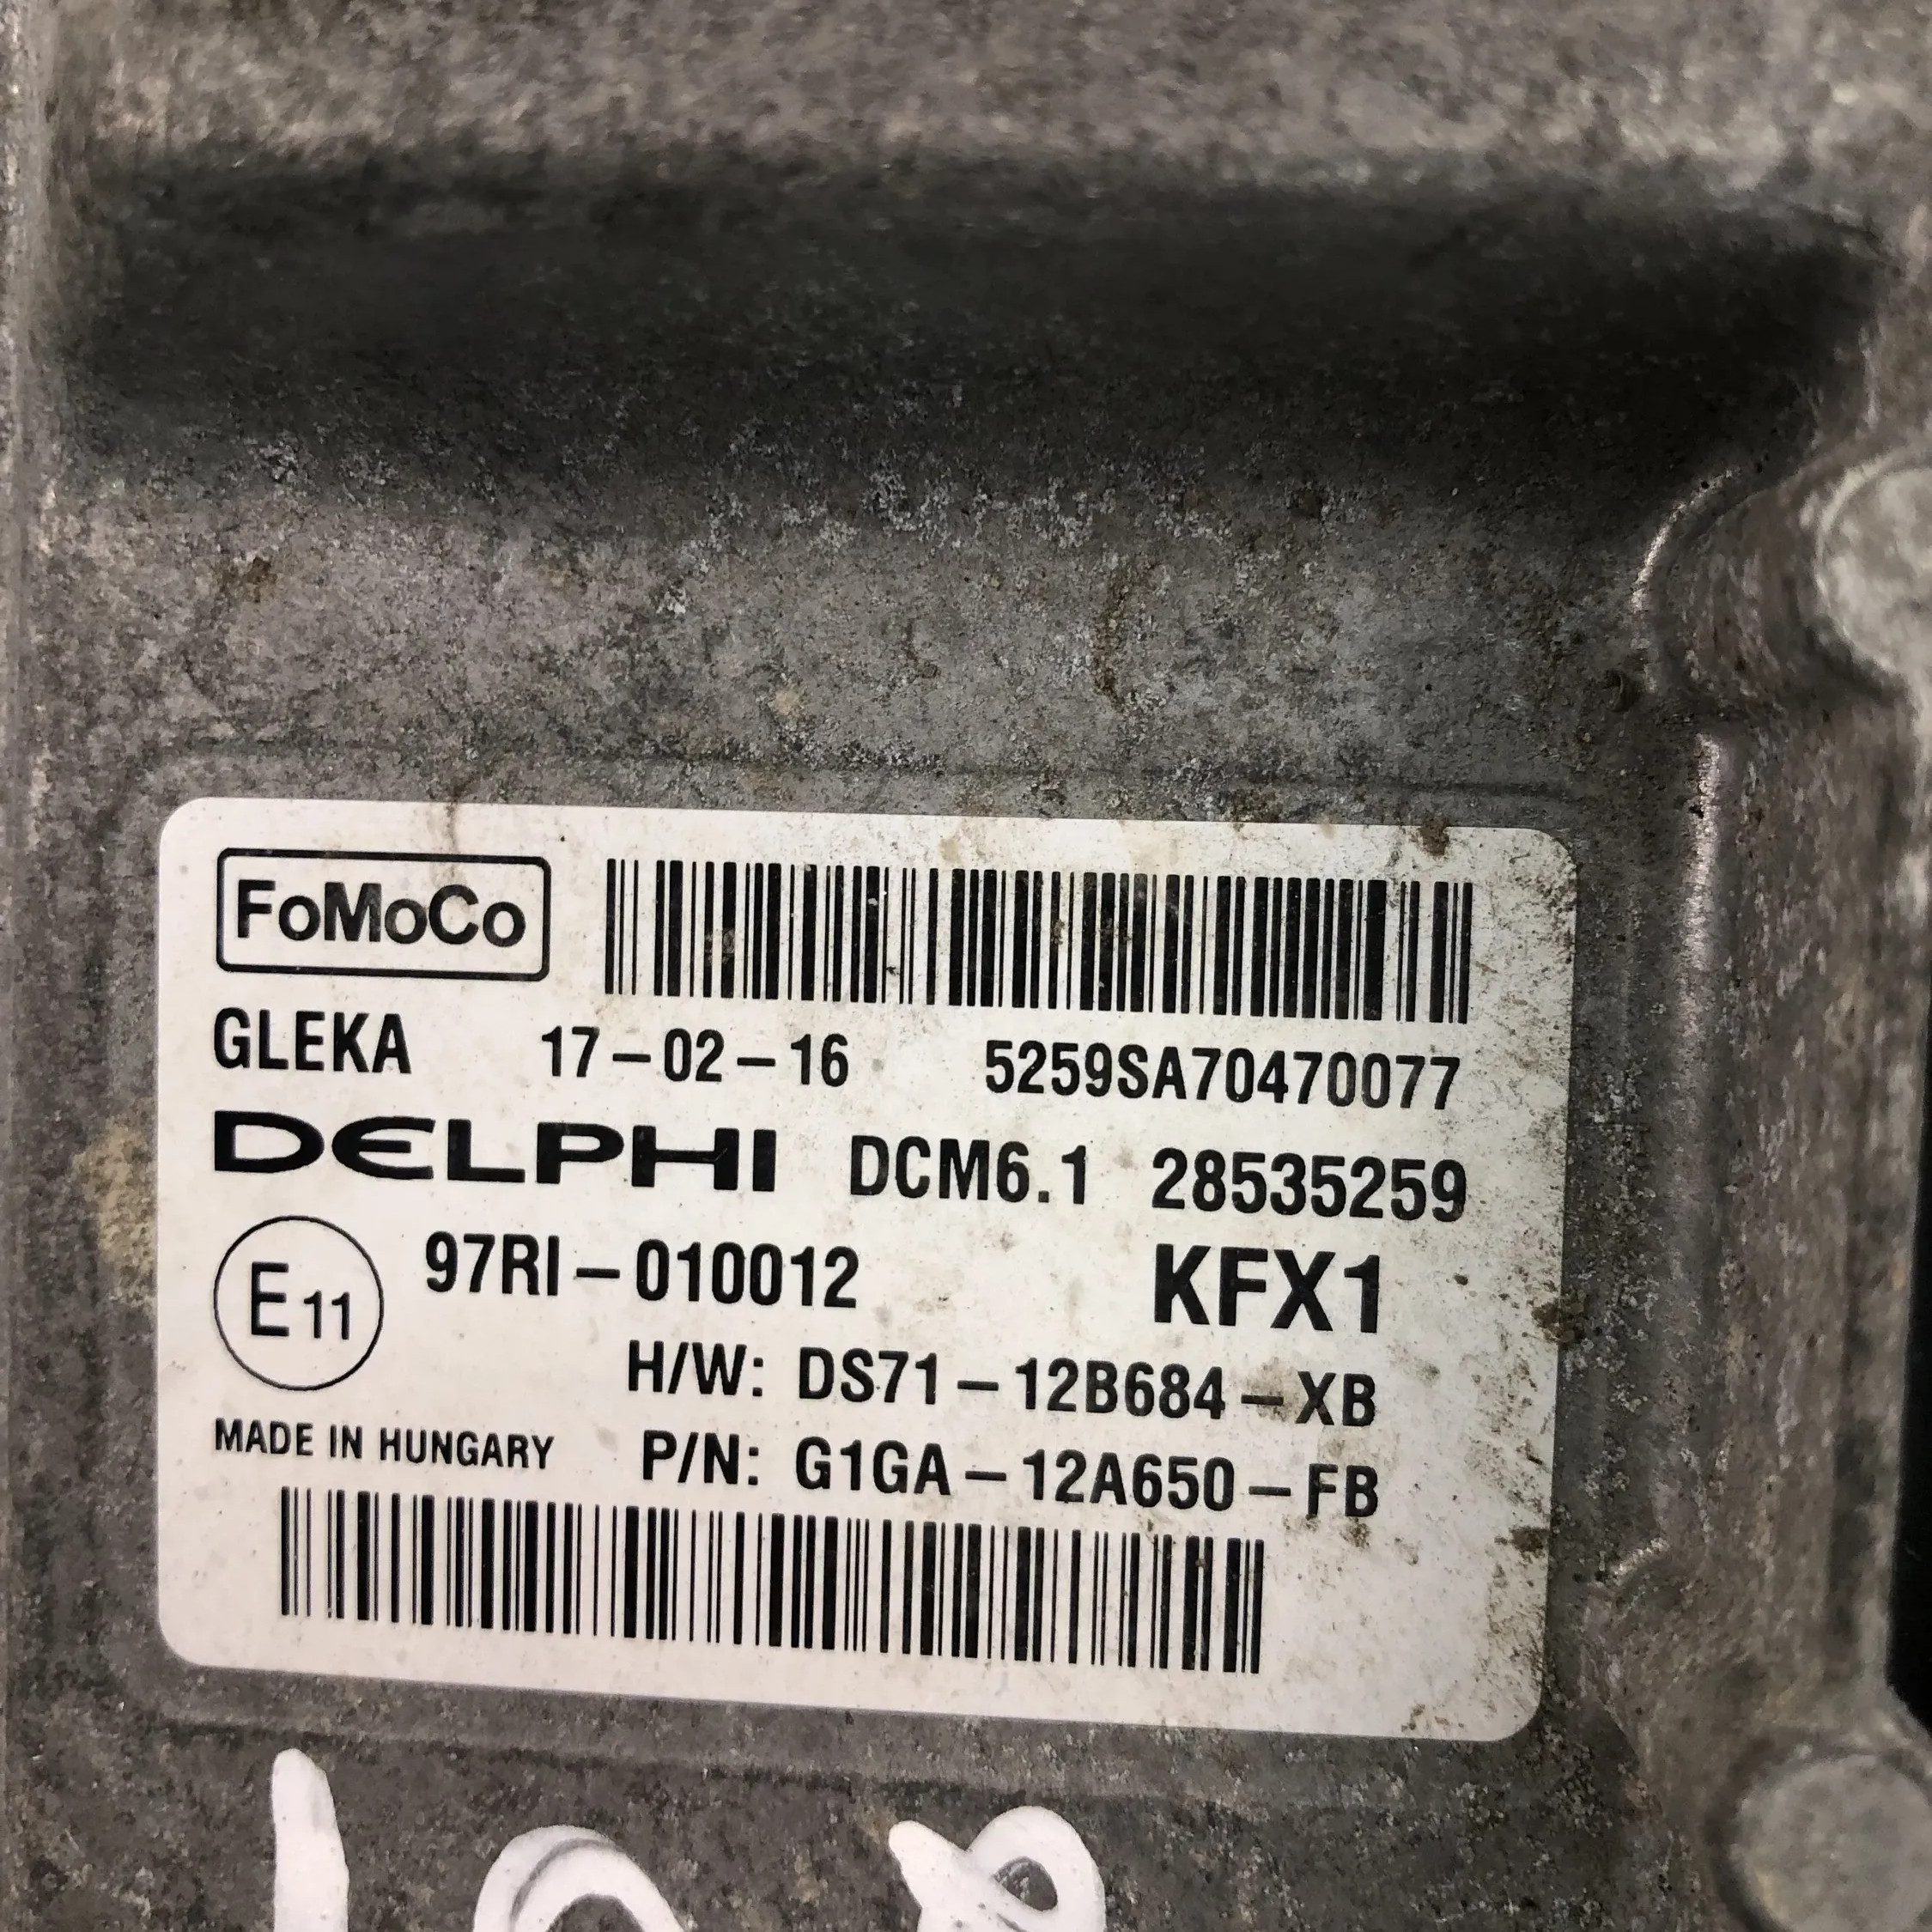 FoMoCo
GLEKA 17-02-16 5259SA70470077
DELPHI DCM6.1 28535259
E11 97RI-010012 KFX1
H/W: DS71-12B684-XB
MADE IN HUNGARY P/N: G1GA-12A650-FB